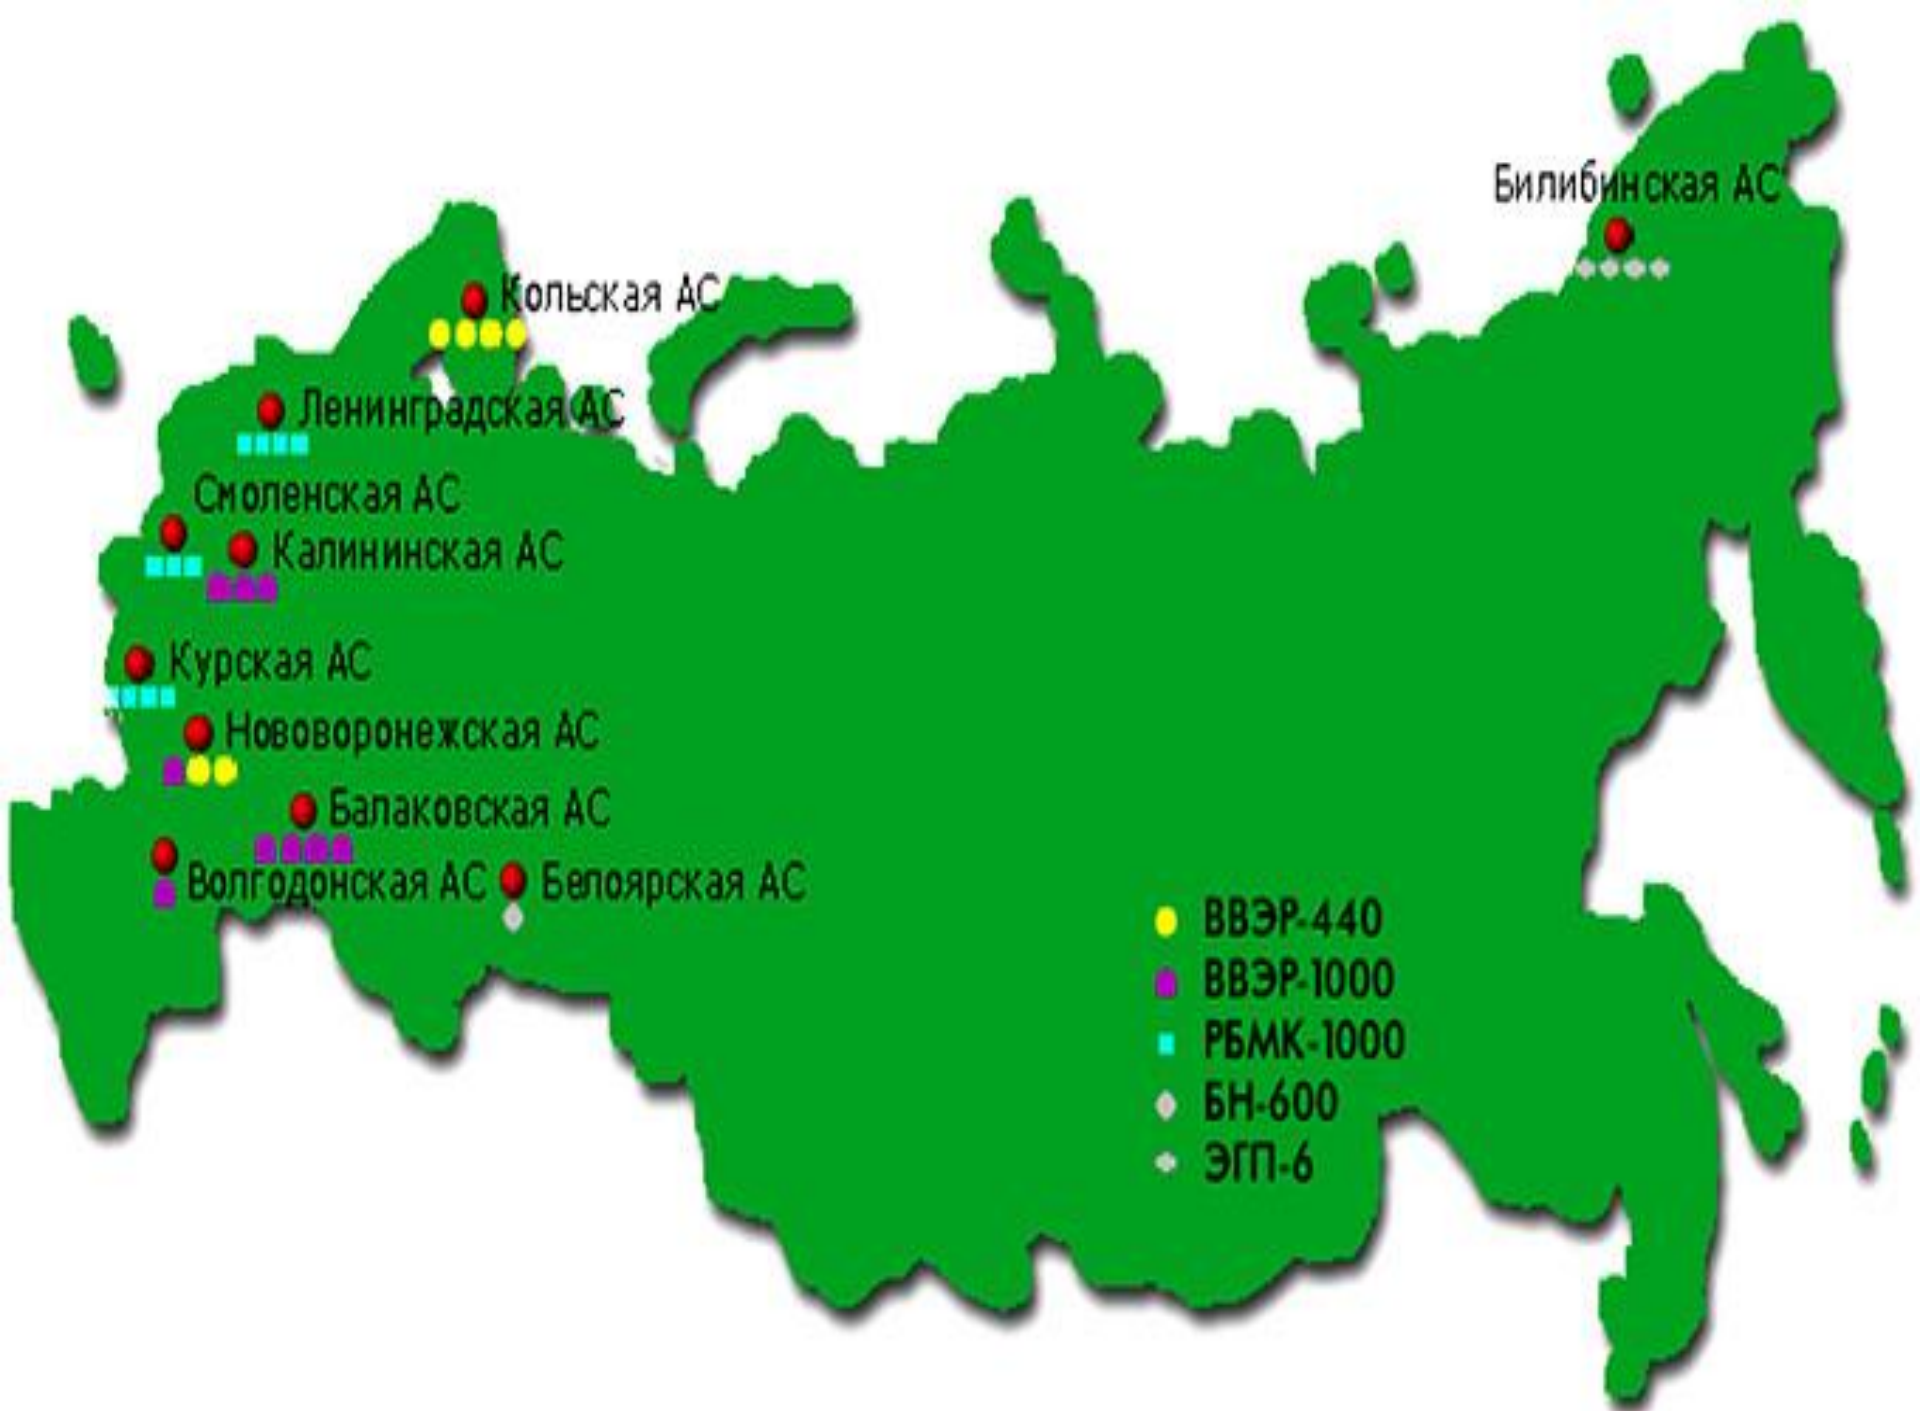 Билибинская АС
Кольская АС
Ленинградская АС
Смоленская АС
Калининская АС
Курская АС
Нововоронежская АС
Балаковская АС
Волгодонская АС
Белоярская АС
ВВЭР-440
ВВЭР-1000
РБМК-1000
БН-600
ЭГП-6